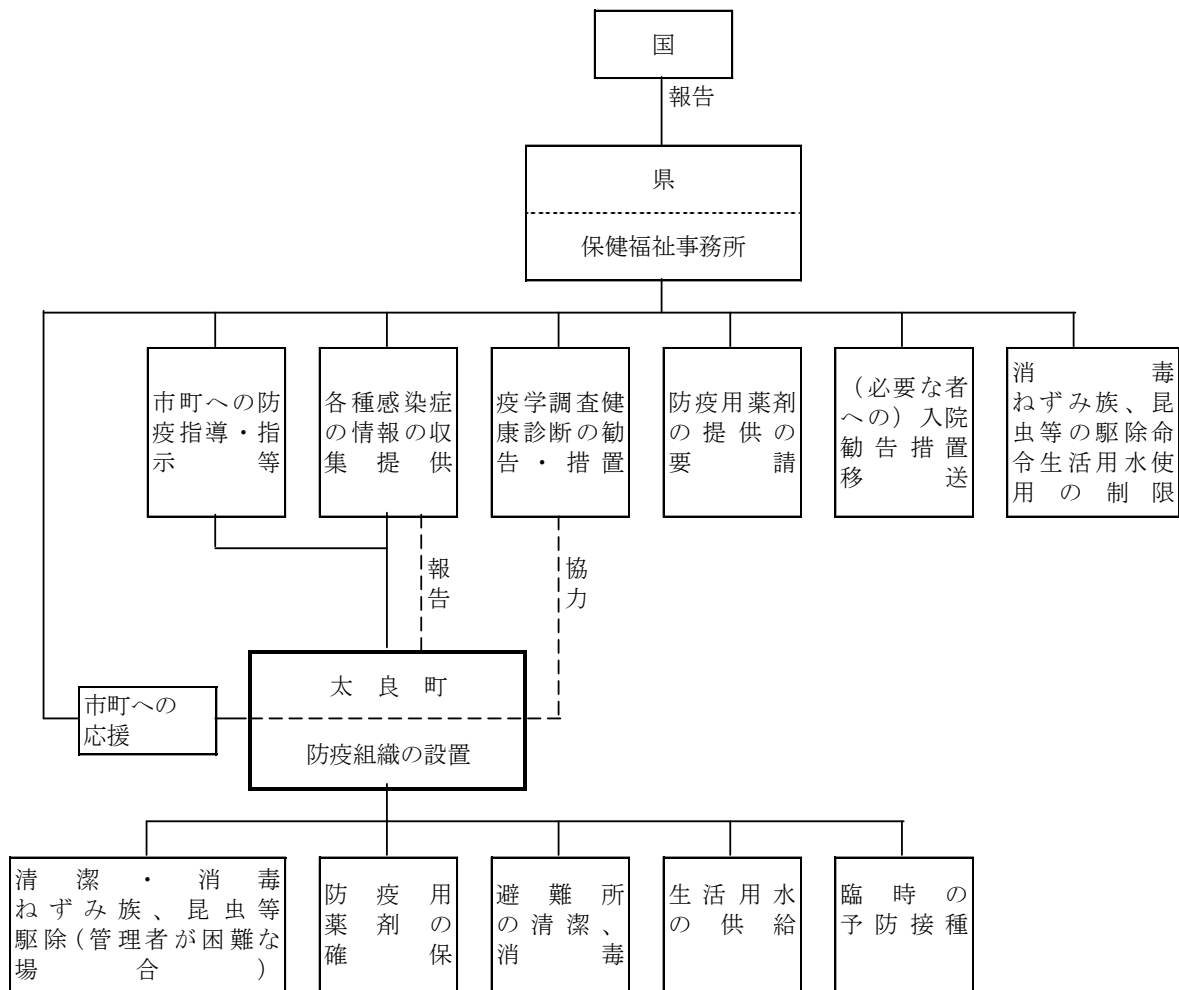 国
報告
県
保健福祉事務所
市町への防
疫指導・指
示等
各種感染症
の情報の収
集提供
疫学調査健
康診断の勧
告・措置
防疫用薬剤
の提供の
要請
（必要な者
への）入院
勧告措置
移送
消毒
ねずみ族、昆
虫等の駆除命
令生活用水使
用の制限
報告
協力
市町への
応援
太良町
防疫組織の設置
清潔・消毒
ねずみ族、昆虫等
駆除（管理者が困難な
場合）
防疫用
薬剤の
確保
避難所
の清潔、
消毒
生活用水
の供給
臨時の
予防接種